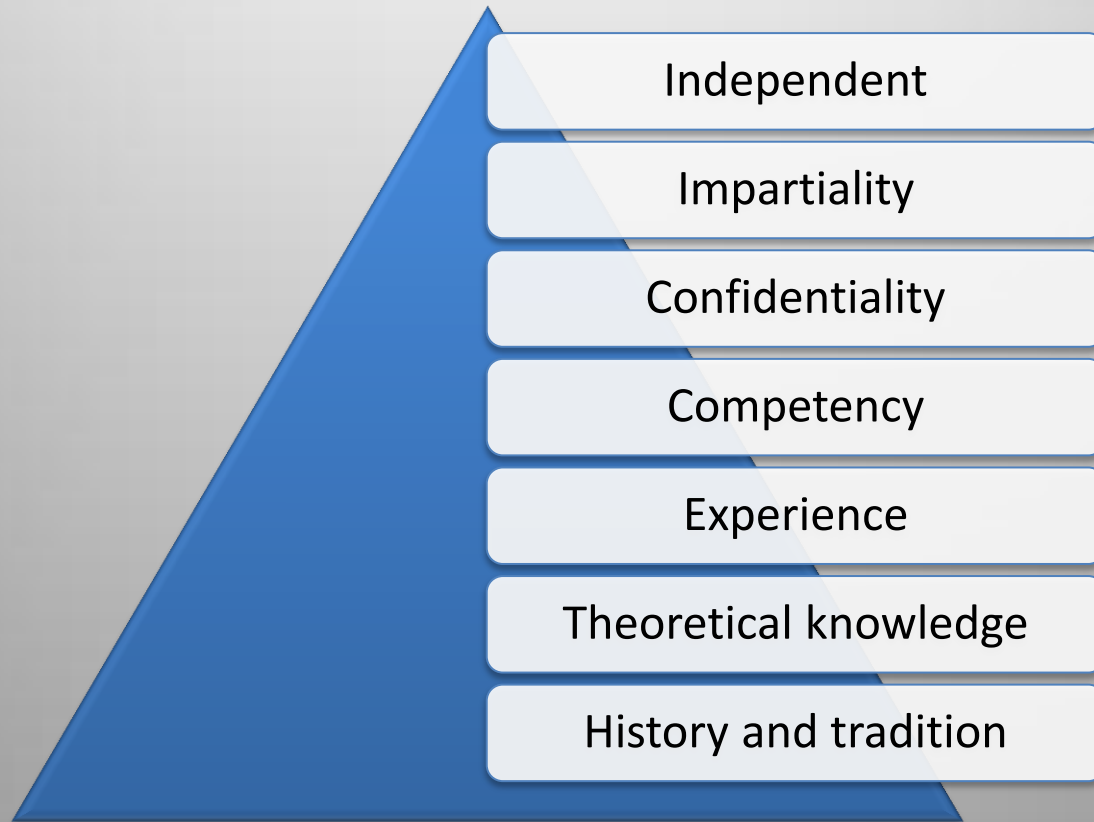 Independent
Impartiality
Confidentiality
Competency
Experience
Theoretical knowledge
History and tradition